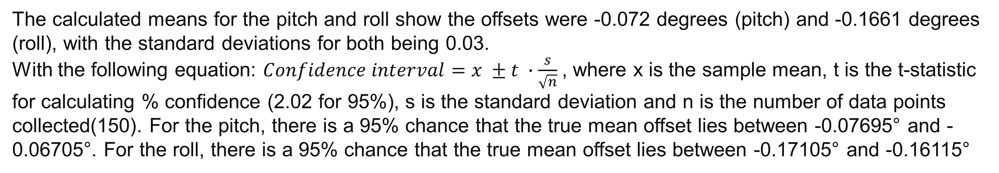 The calculated means for the pitch and roll show the offsets were -0.072 degrees (pitch) and -0.1661 degrees
(roll), with the standard deviations for both being 0.03.
With the following equation: Confidence interval = x ± t · s/√n, where x is the sample mean, t is the t-statistic
for calculating % confidence (2.02 for 95%), s is the standard deviation and n is the number of data points
collected(150). For the pitch, there is a 95% chance that the true mean offset lies between -0.07695° and -
0.06705°. For the roll, there is a 95% chance that the true mean offset lies between -0.17105° and -0.16115°